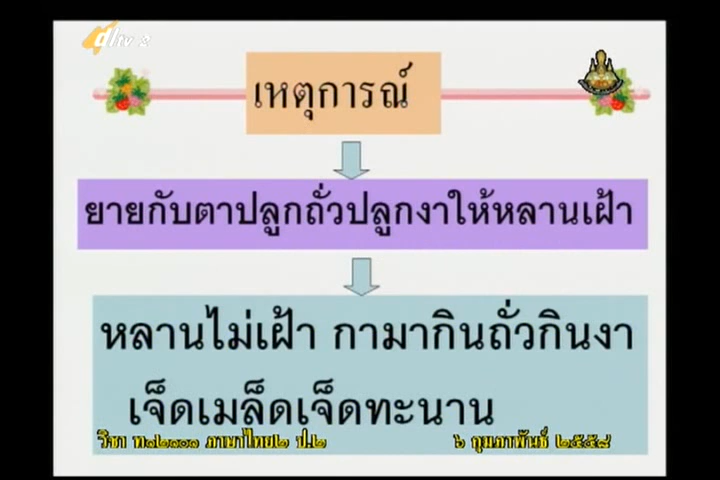 dltv 2
เหตุการณ์
ยายกับตาปลูกถั่วปลูกงาให้หลานเฝ้า
หลานไม่เฝ้า กามากินถั่วกินงา
เจ็ดเมล็ดเจ็ดทะนาน
วิชา ท๑๒๑๐๑ ภาษาไทย๒ ป.๒ ๖ กุมภาพันธ์ ๒๕๕๘